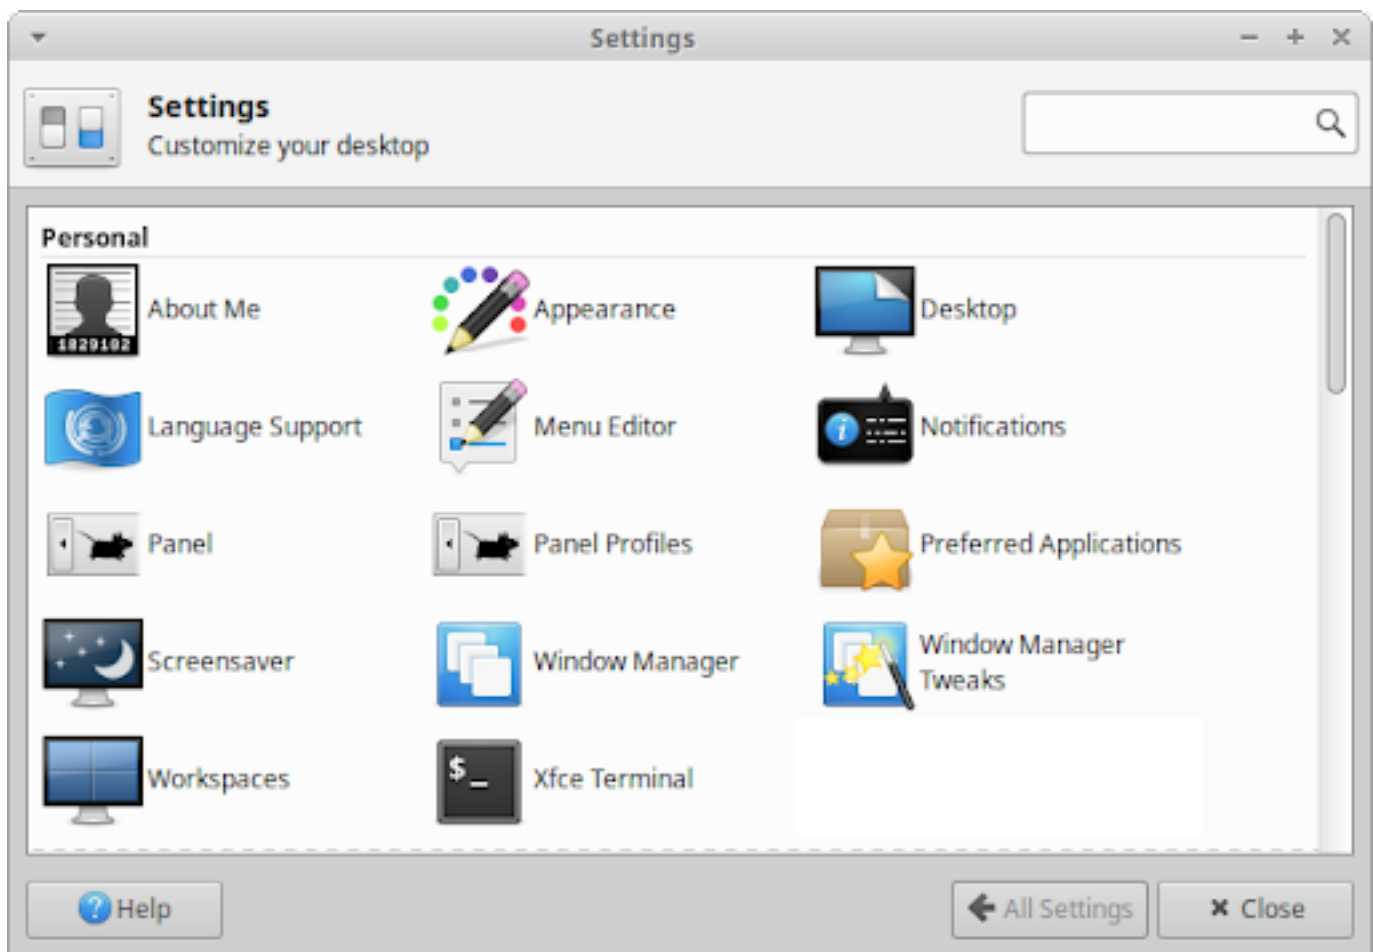 Settings
Settings
Customize your desktop
Personal
1829102
About Me
Appearance
Desktop
Language Support
Menu Editor
Notifications
Panel
Panel Profiles
Preferred Applications
Screensaver
Window Manager
Window Manager
Tweaks
Workspaces
$_
Xfce Terminal
Help
All Settings
Close